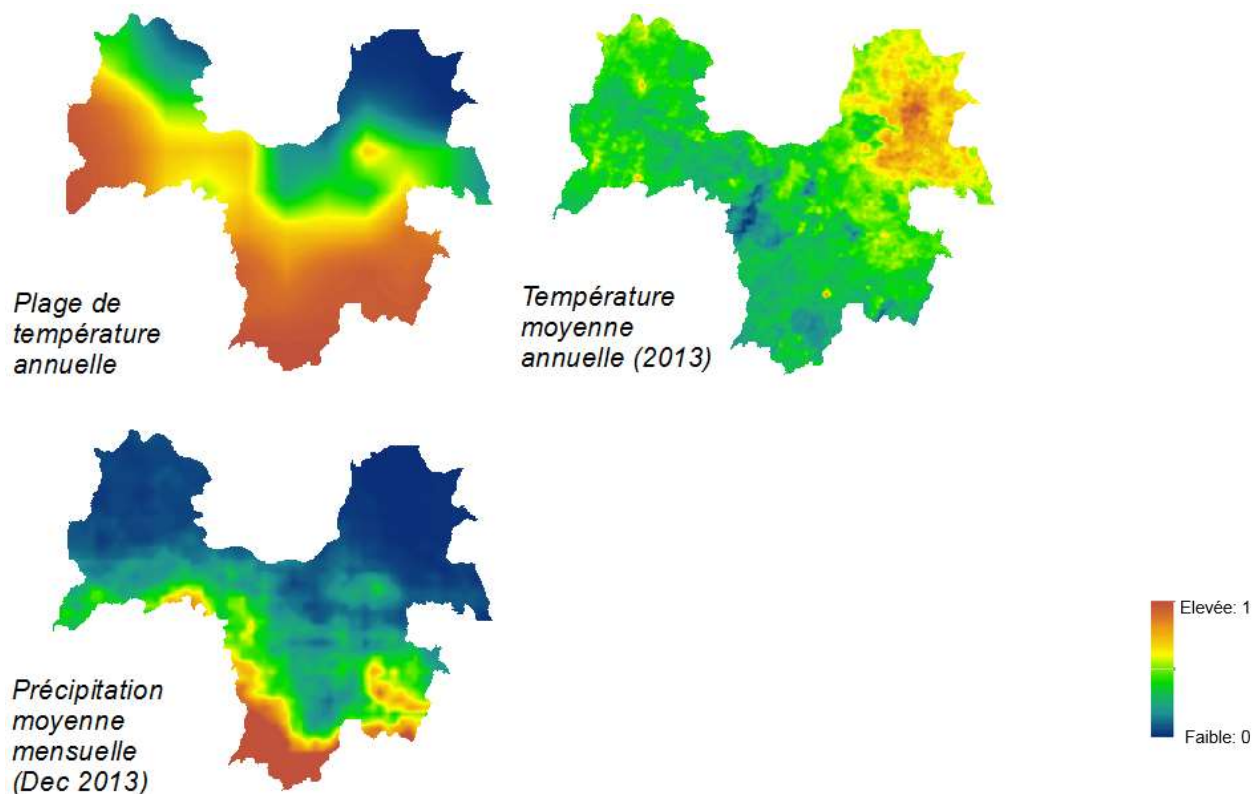 Plage de
température
annuelle
Température
moyenne
annuelle (2013)
Précipitation
moyenne
mensuelle
(Dec 2013)
Elevée: 1
Faible: 0